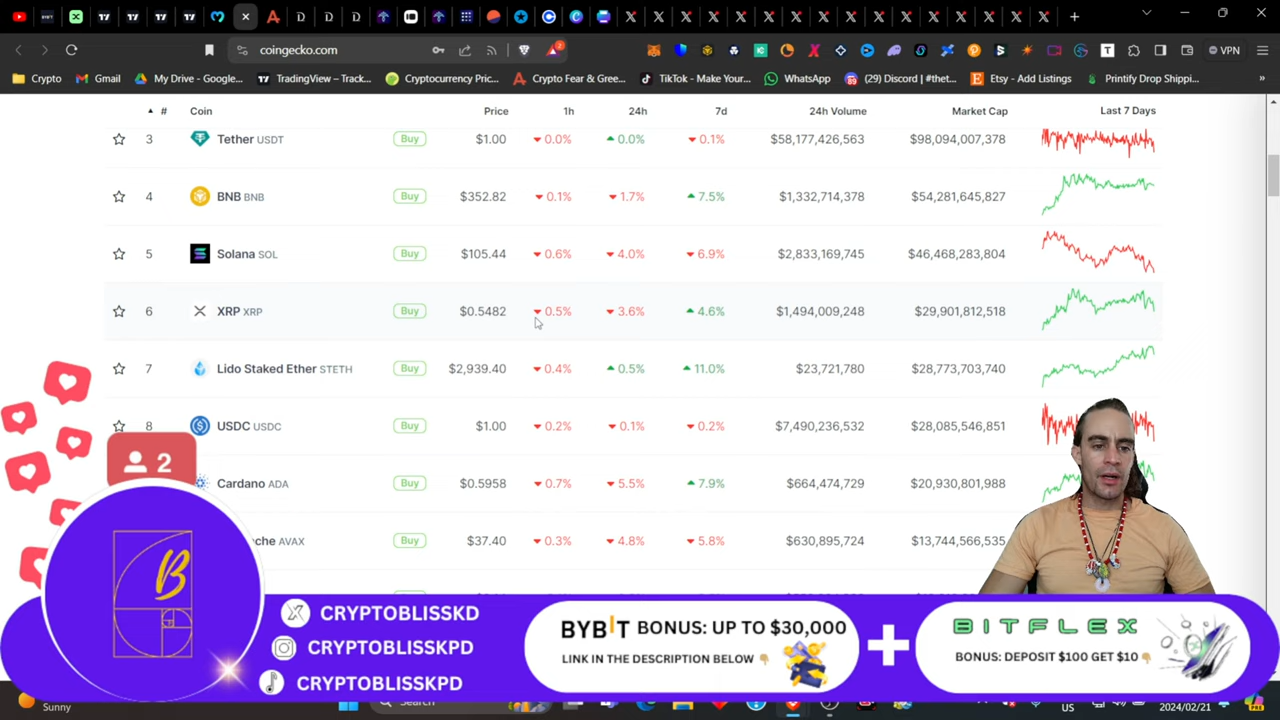 coingecko.com
2
VPN
Crypto
Gmail
My Drive - Google...
TradingView – Track...
Cryptocurrency Pric...
Crypto Fear & Gree...
TikTok - Make Your...
WhatsApp
(29) Discord | #thet...
Etsy - Add Listings
Printify Drop Shippi...
»
# Coin Price 1h 24h 7d 24h Volume Market Cap Last 7 Days
3 Tether USDT Buy $1.00 0.0% 0.0% 0.1% $58,177,426,563 $98,094,007,378
4 BNB BNB Buy $352.82 0.1% 1.7% 7.5% $1,332,714,378 $54,281,645,827
5 Solana SOL Buy $105.44 0.6% 4.0% 6.9% $2,833,169,745 $46,468,283,804
6 XRP XRP Buy $0.5482 0.5% 3.6% 4.6% $1,494,009,248 $29,901,812,518
7 Lido Staked Ether STETH Buy $2,939.40 0.4% 0.5% 11.0% $23,721,780 $28,773,703,740
8 USDC USDC Buy $1.00 0.2% 0.1% 0.2% $7,490,236,532 $28,085,546,851
Cardano ADA Buy $0.5958 0.7% 5.5% 7.9% $664,474,729 $20,930,801,988
che AVAX Buy $37.40 0.3% 4.8% 5.8% $630,895,724 $13,744,566,535
2
B
CRYPTOBLISSKD
CRYPTOBLISSKPD
CRYPTOBLISSKPD
BYBIT BONUS: UP TO $30,000
LINK IN THE DESCRIPTION BELOW
+
BITFLEX
BONUS: DEPOSIT $100 GET $10
Sunny
Search
US
2024/02/21